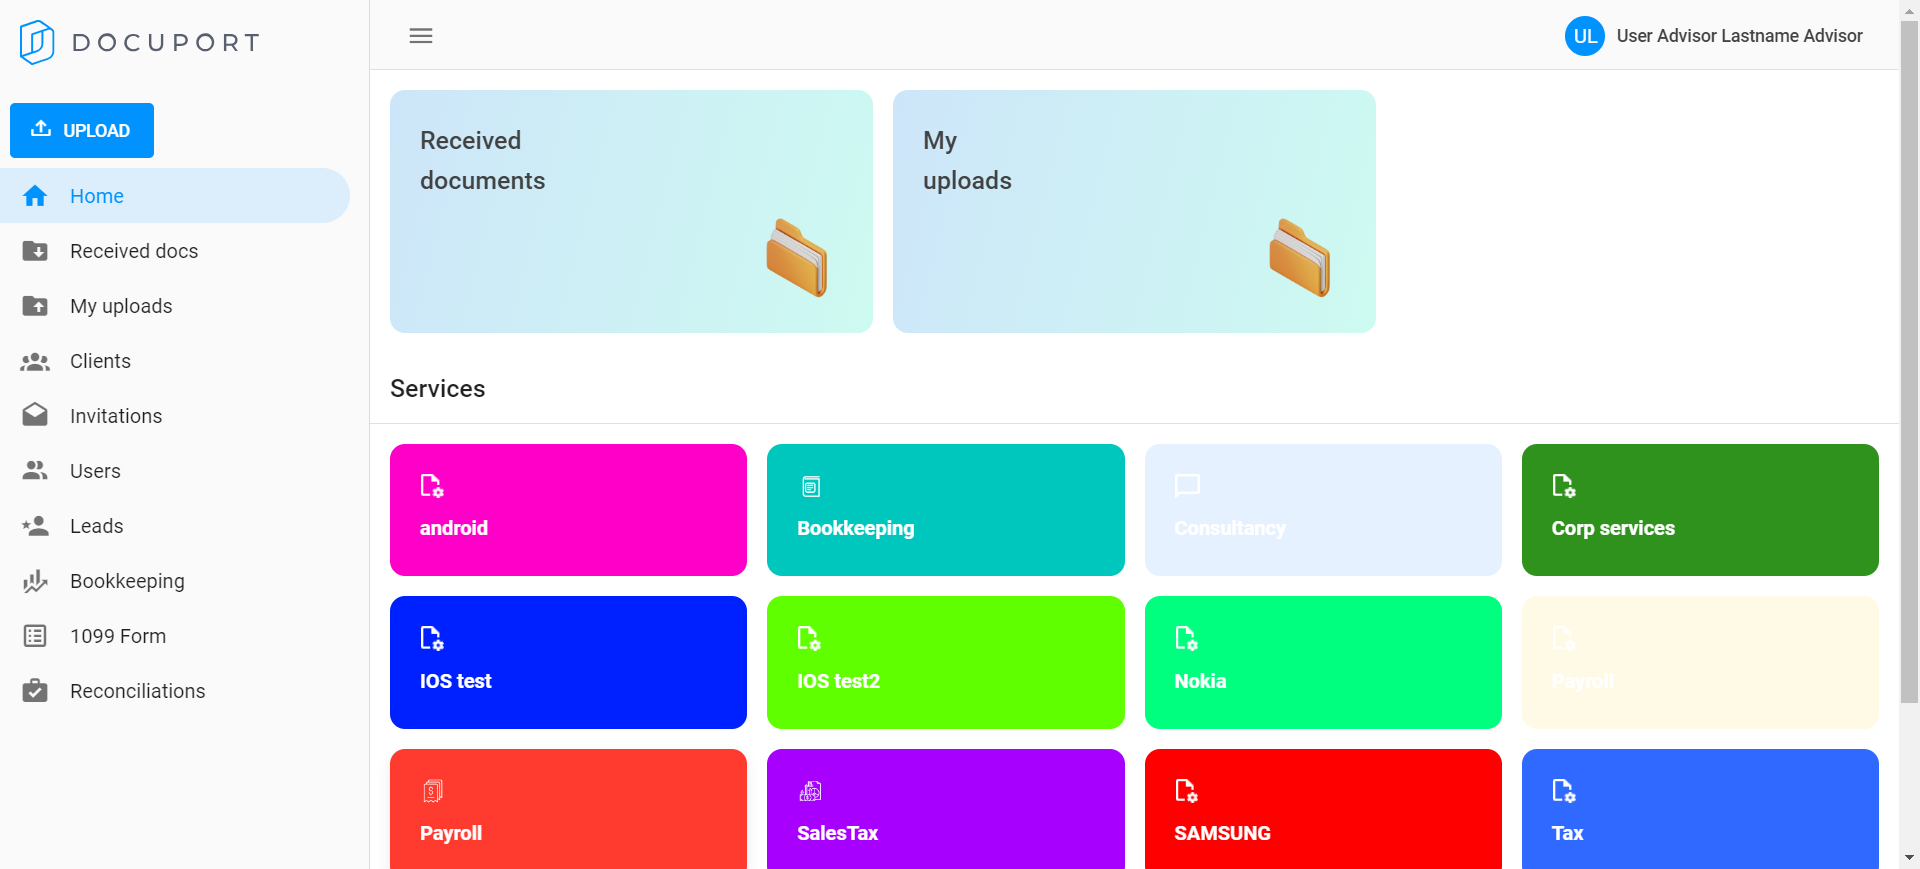 DOCUPORT
UPLOAD
Home
Received docs
My uploads
Clients
Invitations
Users
Leads
Bookkeeping
1099 Form
Reconciliations
UL User Advisor Lastname Advisor
Received
documents
My
uploads
Services
android
Bookkeeping
Consultancy
Corp services
IOS test
IOS test2
Nokia
Payroll
Payroll
SalesTax
SAMSUNG
Tax